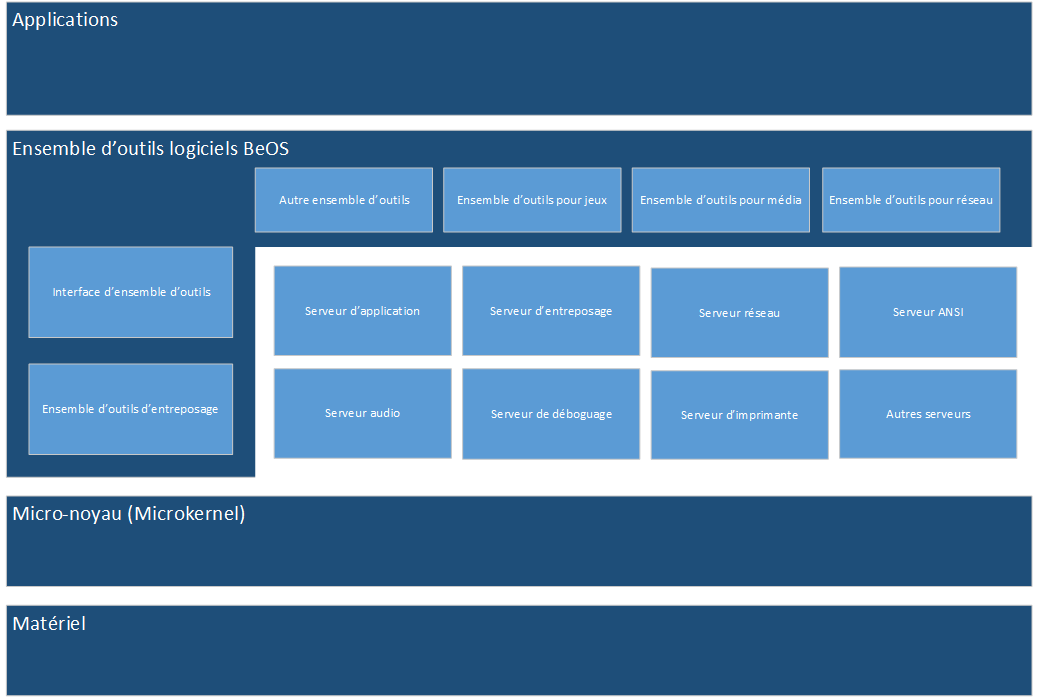 Applications
Ensemble d’outils logiciels BeOS
Autre ensemble d’outils
Ensemble d’outils pour jeux
Ensemble d’outils pour média
Ensemble d’outils pour réseau
Interface d’ensemble d’outils
Ensemble d’outils d’entreposage
Serveur d’application
Serveur d’entreposage
Serveur réseau
Serveur ANSI
Serveur audio
Serveur de déboguage
Serveur d’imprimante
Autres serveurs
Micro-noyau (Microkernel)
Matériel